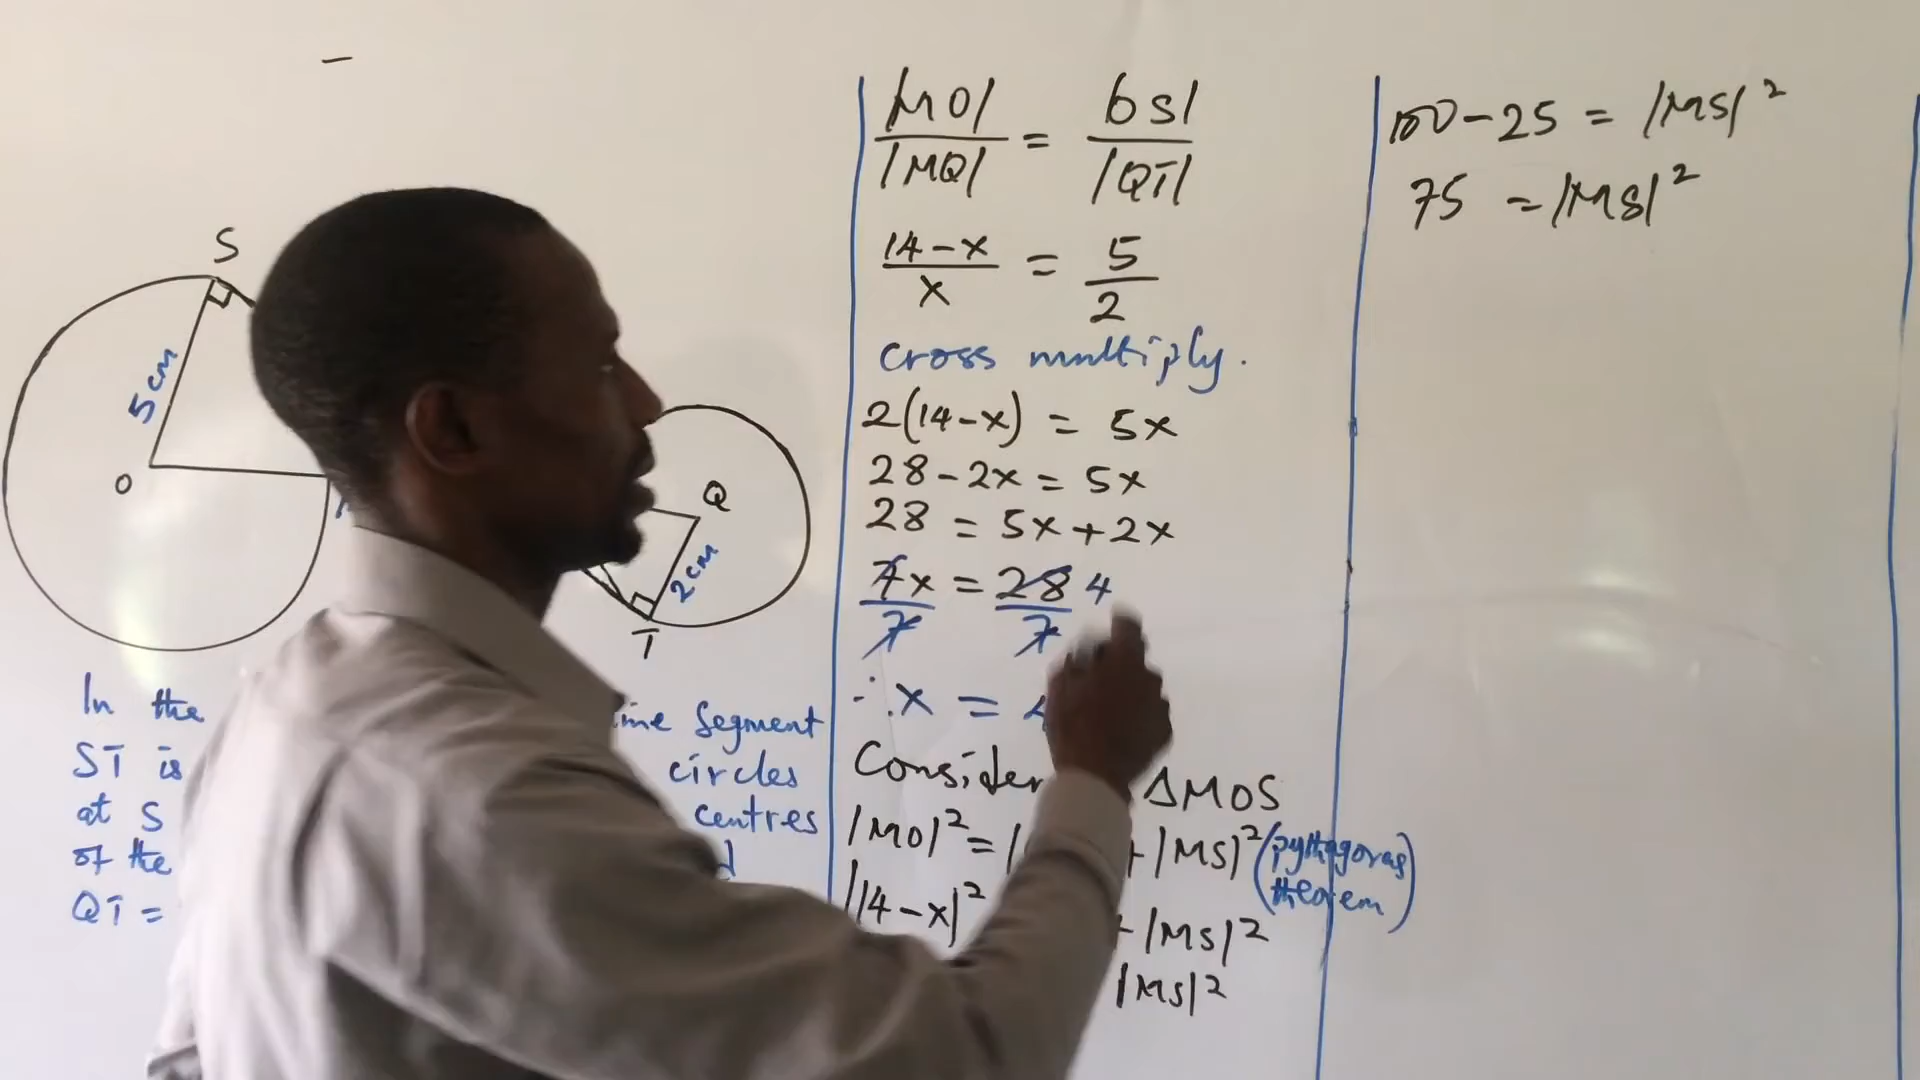 S
5cm
O
Q
2cm
T
In the
ine segment
ST is
circles
at S
centres
of the
QT =
|MO| / |MQ| = |OS| / |QT|
14-x / x = 5 / 2
cross multiply.
2(14-x) = 5x
28-2x = 5x
28 = 5x+2x
7x / 7 = 28 / 7 4
∴x = 4
Consider ΔMOS
|MO|² = | + |MS|² (pythagoras
theorem)
|14-x|² + |MS|²
|MS|²
100-25 = |MS|²
75 = |MS|²